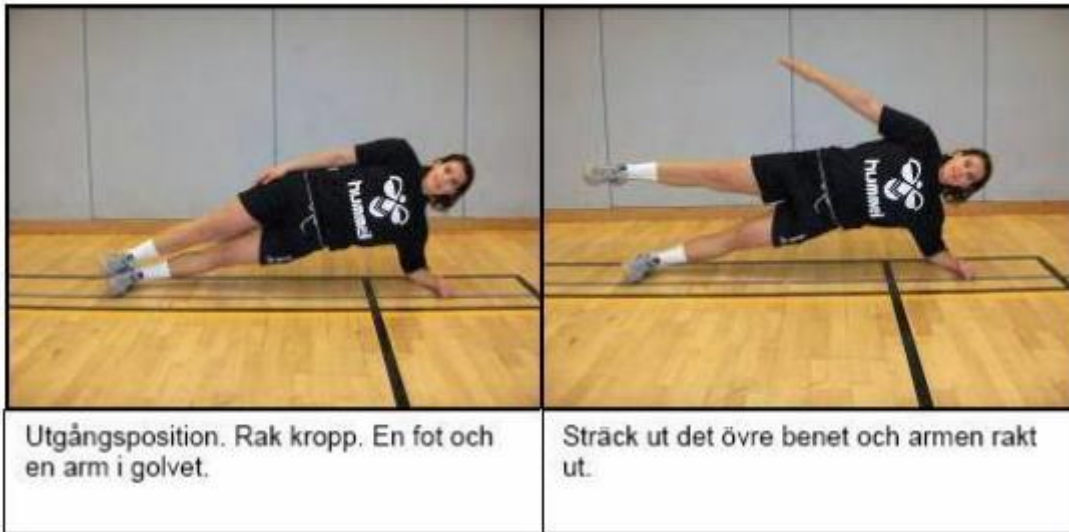 hummel
hummel
Utgångsposition. Rak kropp. En fot och
en arm i golvet.
Sträck ut det övre benet och armen rakt
ut.